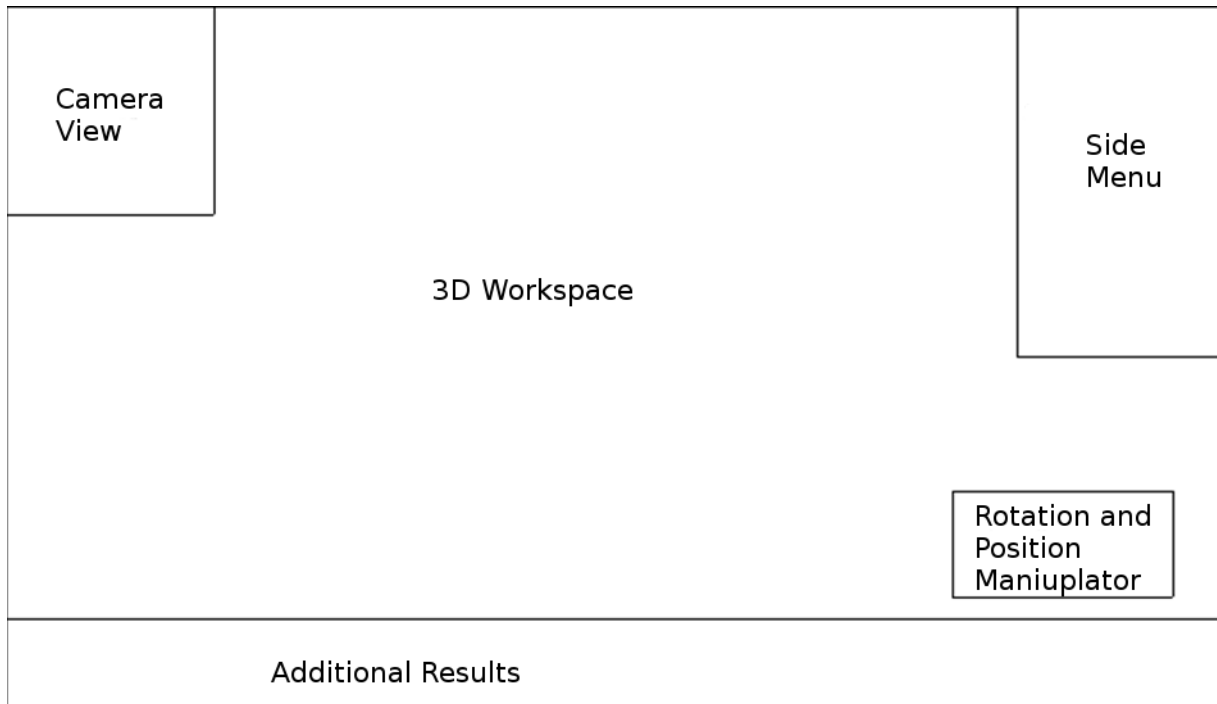 Camera
View
Side
Menu
3D Workspace
Rotation and
Position
Maniuplator
Additional Results